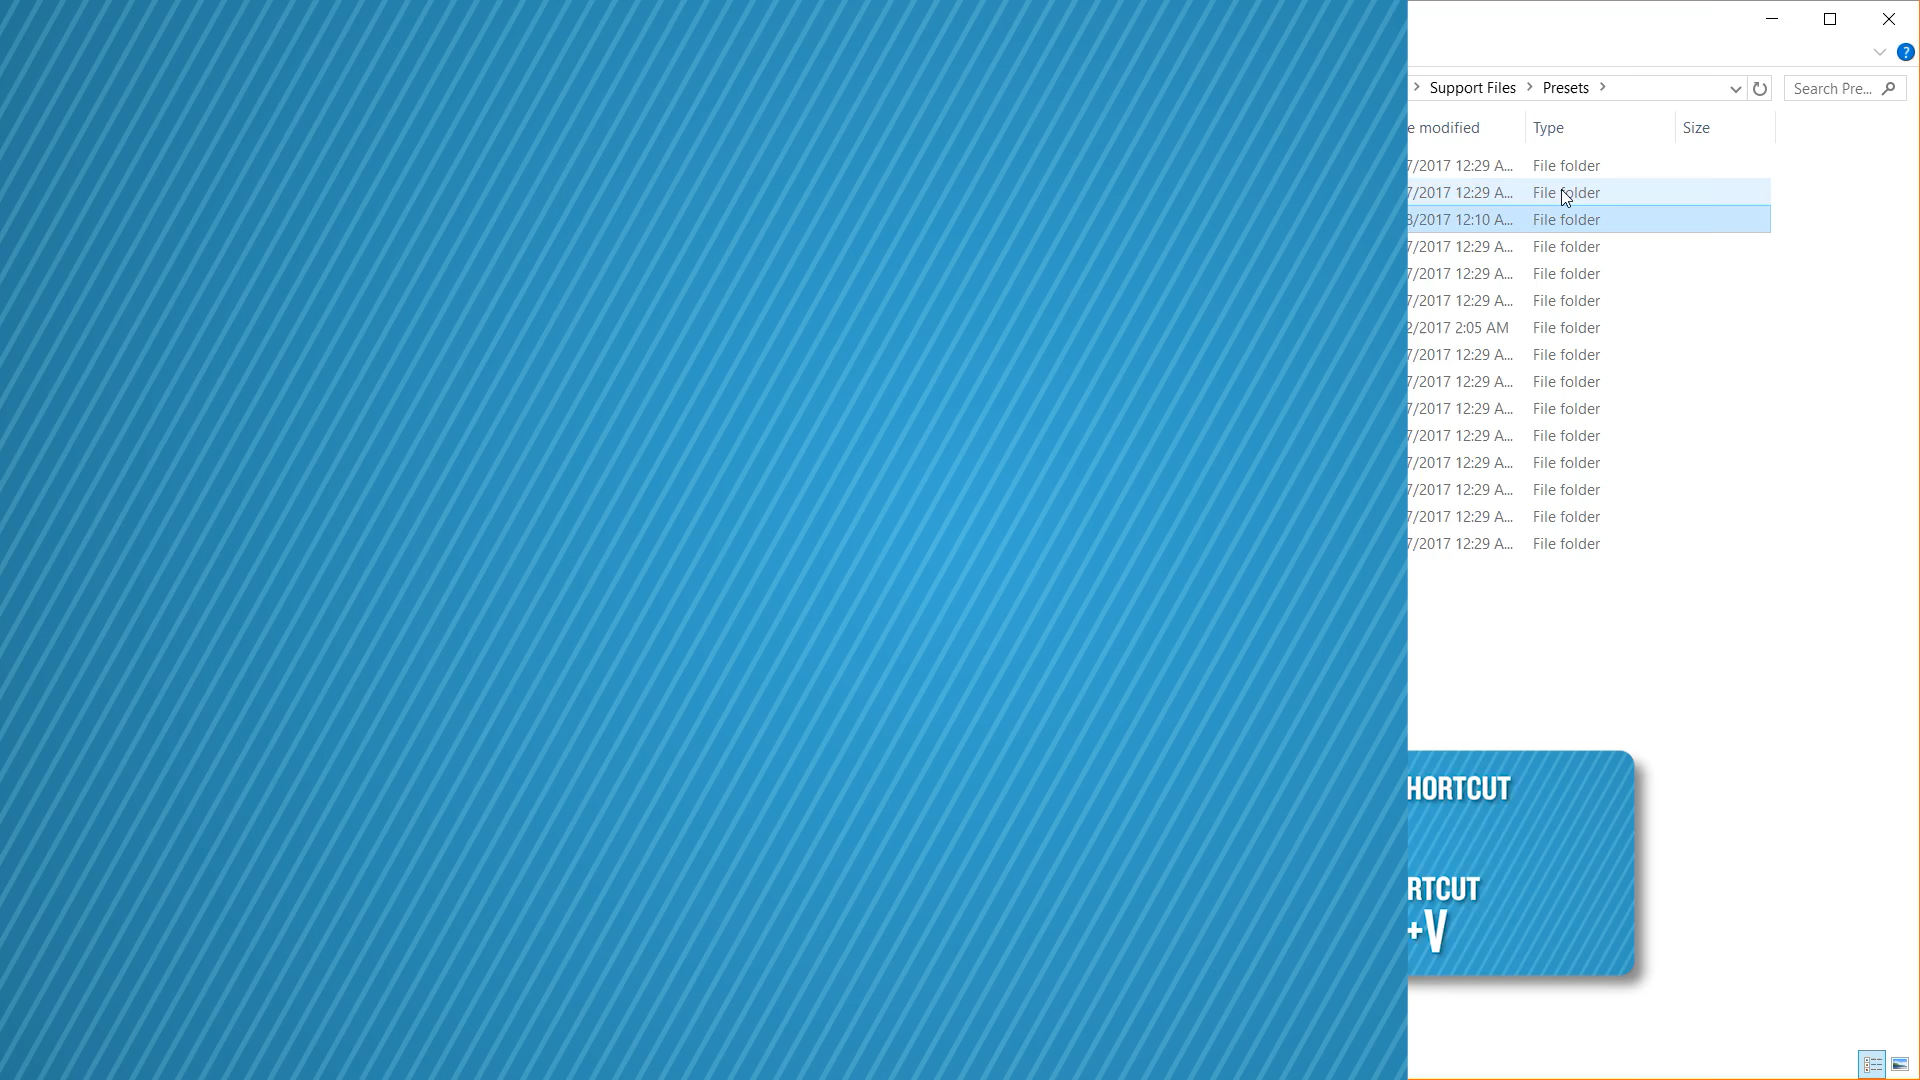 ?
> Support Files > Presets >
Search Pre...
e modified Type Size
7/2017 12:29 A... File folder
7/2017 12:29 A... File folder
3/2017 12:10 A... File folder
7/2017 12:29 A... File folder
7/2017 12:29 A... File folder
7/2017 12:29 A... File folder
2/2017 2:05 AM File folder
7/2017 12:29 A... File folder
7/2017 12:29 A... File folder
7/2017 12:29 A... File folder
7/2017 12:29 A... File folder
7/2017 12:29 A... File folder
7/2017 12:29 A... File folder
7/2017 12:29 A... File folder
7/2017 12:29 A... File folder
HORTCUT
RTCUT
+V